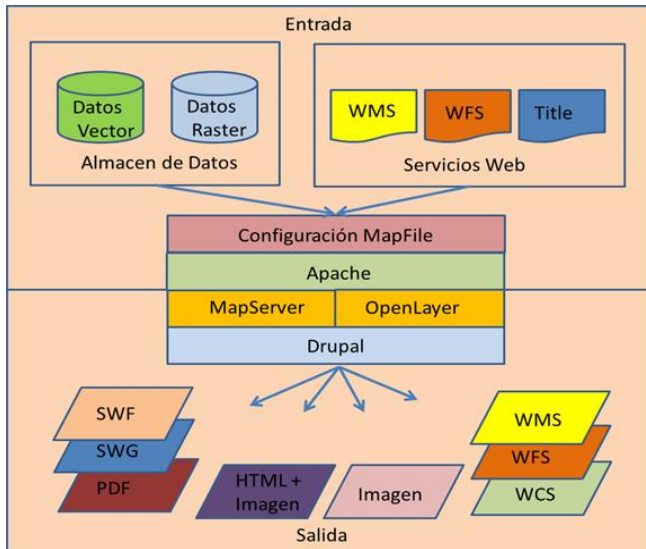 Entrada
Datos
Vector
Datos
Raster
Almacen de Datos
WMS
WFS
Title
Servicios Web
Configuración MapFile
Apache
MapServer
OpenLayer
Drupal
SWF
SWG
PDF
HTML +
Imagen
Imagen
WMS
WFS
WCS
Salida